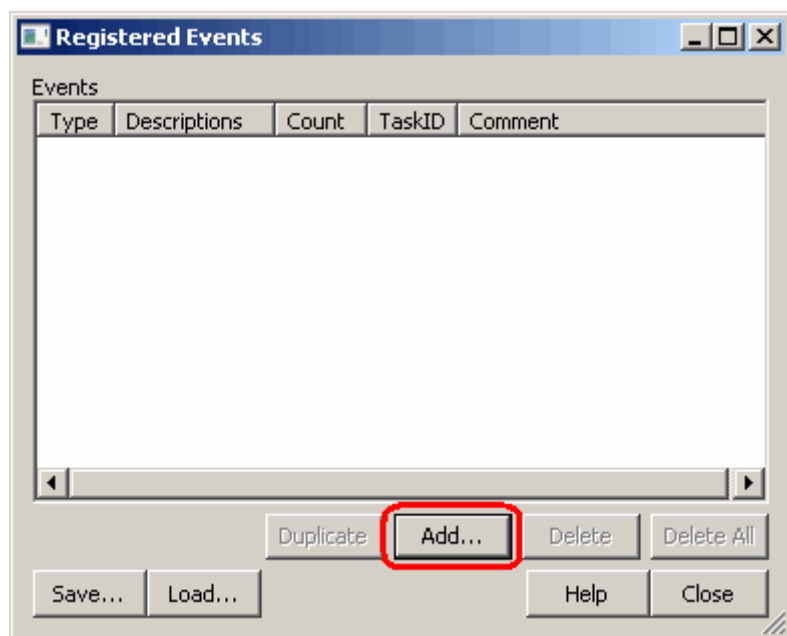 Registered Events
Events
Type Descriptions Count TaskID Comment
Duplicate Add... Delete Delete All
Save... Load... Help Close